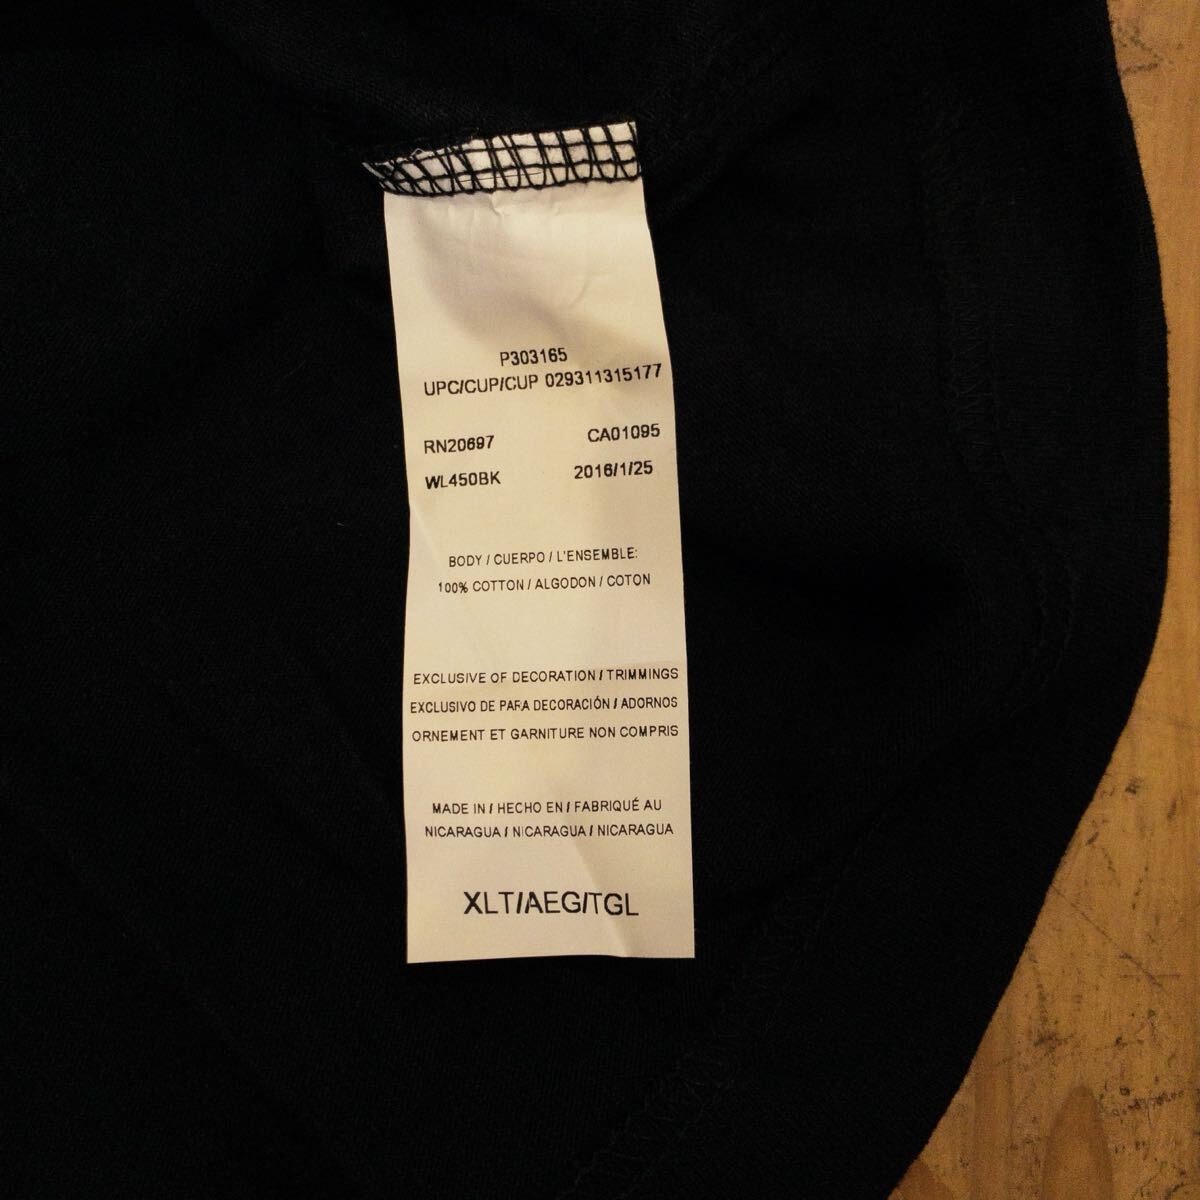 P303165
UPC/CUP/CUP 029311315177
RN20697 CA01095
WL450BK 2016/1/25
BODY / CUERPO / L'ENSEMBLE:
100% COTTON / ALGODON / COTON
EXCLUSIVE OF DECORATION / TRIMMINGS
EXCLUSIVO DE PARA DECORACIÓN / ADORNOS
ORNEMENT ET GARNITURE NON COMPRIS
MADE IN / HECHO EN / FABRIQUÉ AU
NICARAGUA / NICARAGUA / NICARAGUA
XLT/AEG/TGL